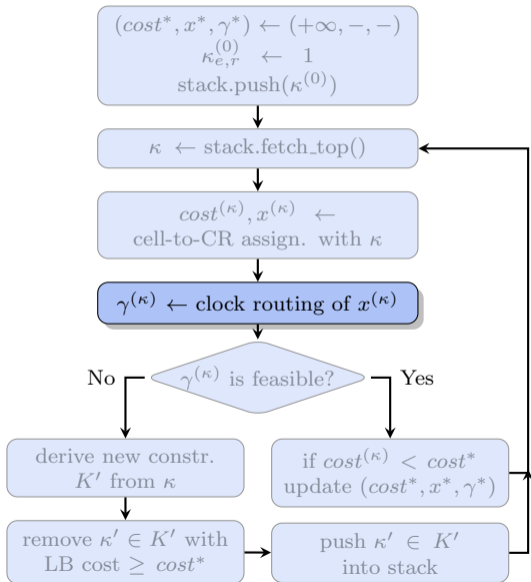 (cost*, x*, γ*) ← (+∞, −, −)
κ_{e,r}^{(0)} ← 1
stack.push(κ^{(0)})
κ ← stack.fetch_top()
cost^{(κ)}, x^{(κ)} ←
cell-to-CR assign. with κ
γ^{(κ)} ← clock routing of x^{(κ)}
γ^{(κ)} is feasible?
No
Yes
derive new constr.
K′ from κ
if cost^{(κ)} < cost*
update (cost*, x*, γ*)
remove κ′ ∈ K′ with
LB cost ≥ cost*
push κ′ ∈ K′
into stack